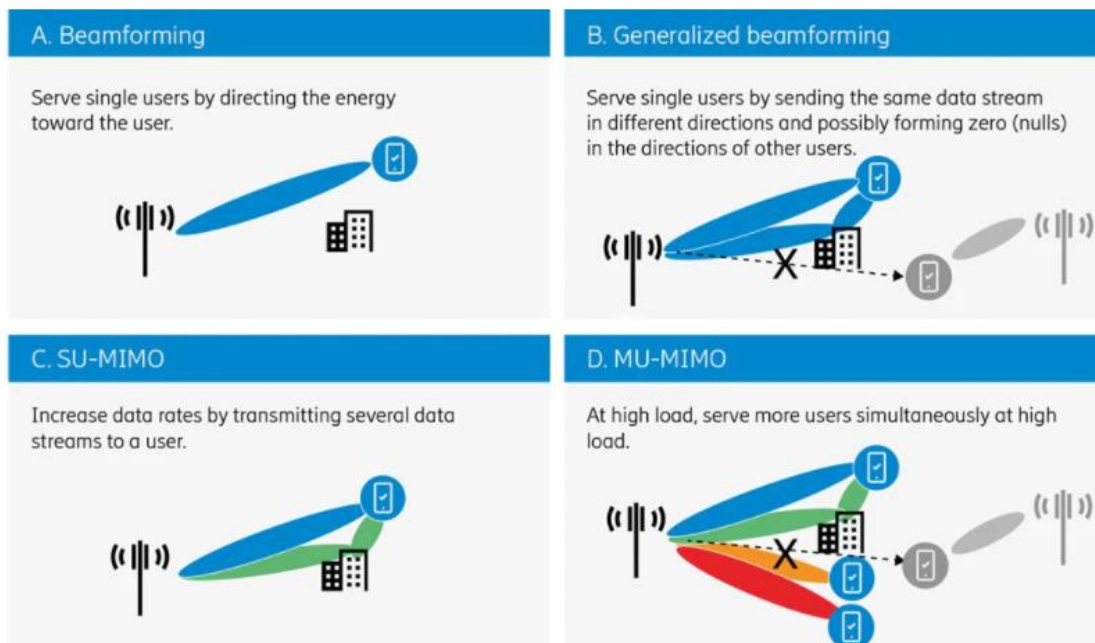 A. Beamforming
Serve single users by directing the energy
toward the user.
B. Generalized beamforming
Serve single users by sending the same data stream
in different directions and possibly forming zero (nulls)
in the directions of other users.
C. SU-MIMO
Increase data rates by transmitting several data
streams to a user.
D. MU-MIMO
At high load, serve more users simultaneously at high
load.